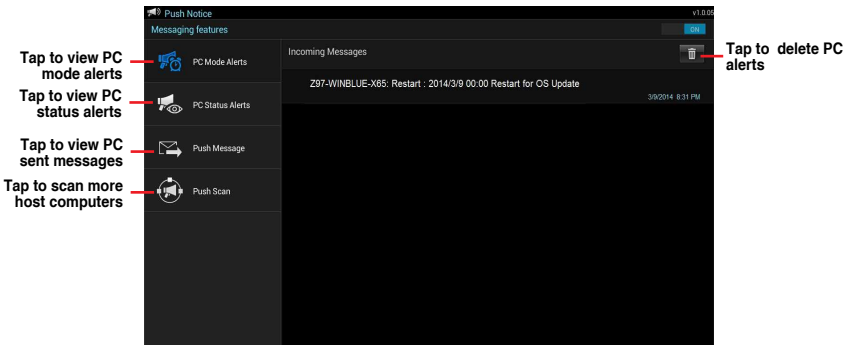 Push Notice
v1.0.05
Messaging features
ON
Tap to view PC
mode alerts
PC Mode Alerts
Incoming Messages
Tap to delete PC
alerts
Z97-WINBLUE-X65: Restart : 2014/3/9 00:00 Restart for OS Update
3/9/2014 8:31 PM
Tap to view PC
status alerts
PC Status Alerts
Tap to view PC
sent messages
Push Message
Tap to scan more
host computers
Push Scan